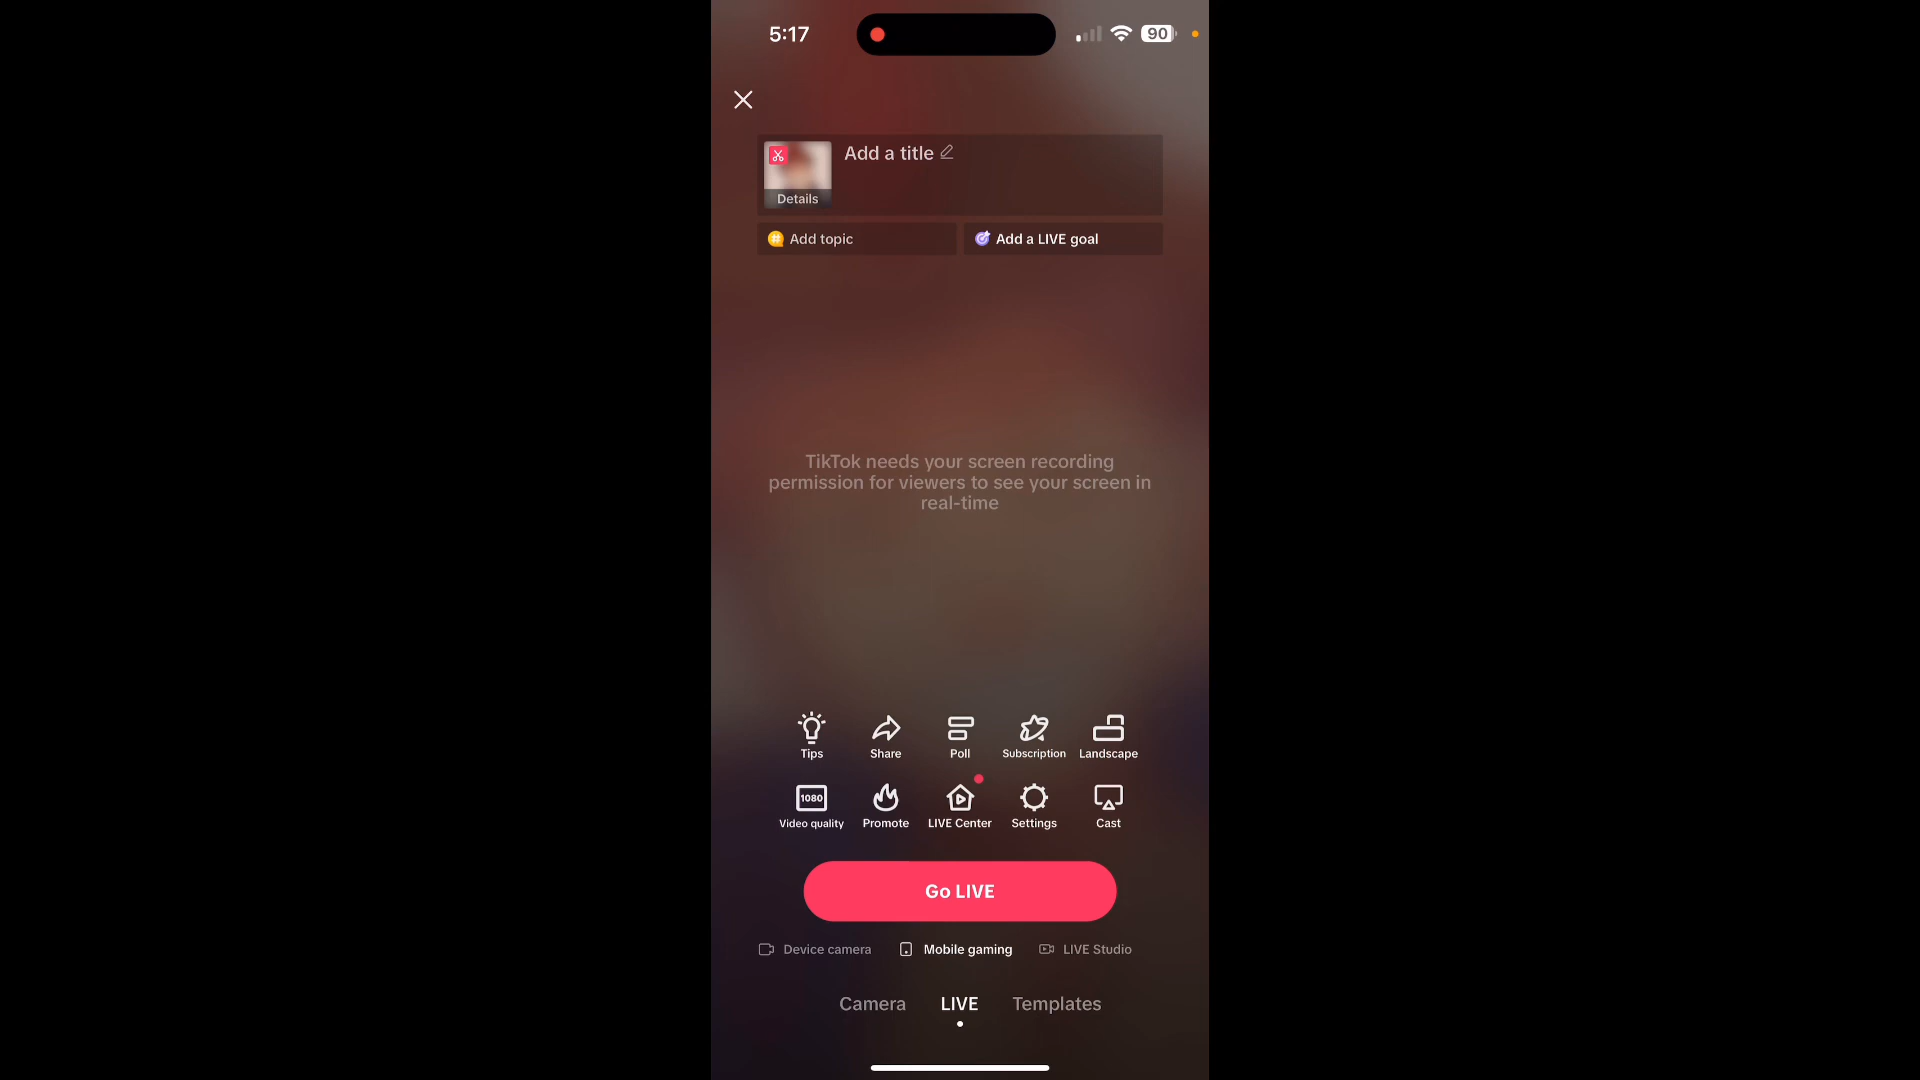 5:17
90
Add a title
Details
Add topic
Add a LIVE goal
TikTok needs your screen recording
permission for viewers to see your screen in
real-time
Tips
Share
Poll
Subscription
Landscape
1080
Video quality
Promote
LIVE Center
Settings
Cast
Go LIVE
Device camera
Mobile gaming
LIVE Studio
Camera
LIVE
Templates